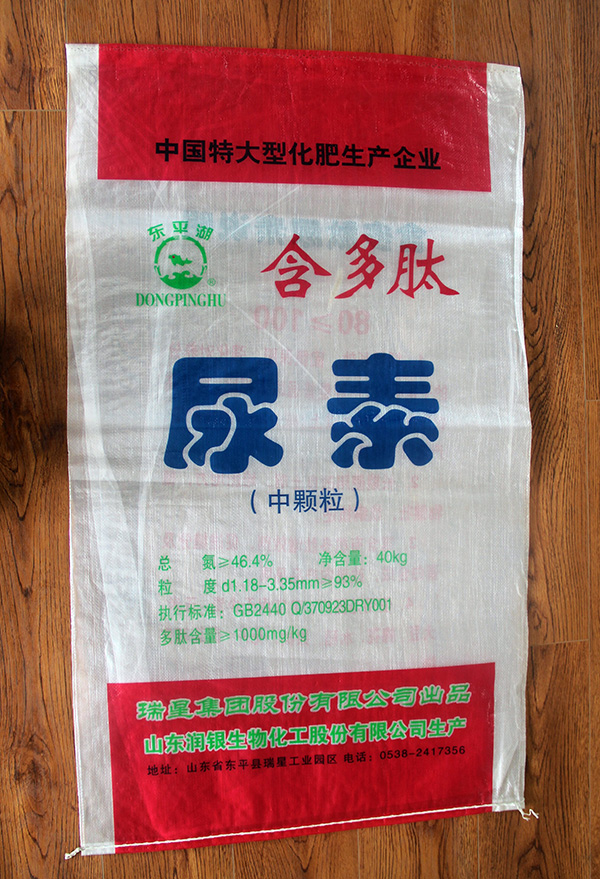 中国特大型化肥生产企业
东平湖
®
DONGPINGHU
含多肽
尿素
（中颗粒）
总 氮≥46.4% 净含量：40kg
粒 度 d1.18-3.35mm≥93%
执行标准：GB2440 Q/370923DRY001
多肽含量≥1000mg/kg
瑞星集团股份有限公司出品
山东润银生物化工股份有限公司生产
地址：山东省东平县瑞星工业园区 电话：0538-2417356